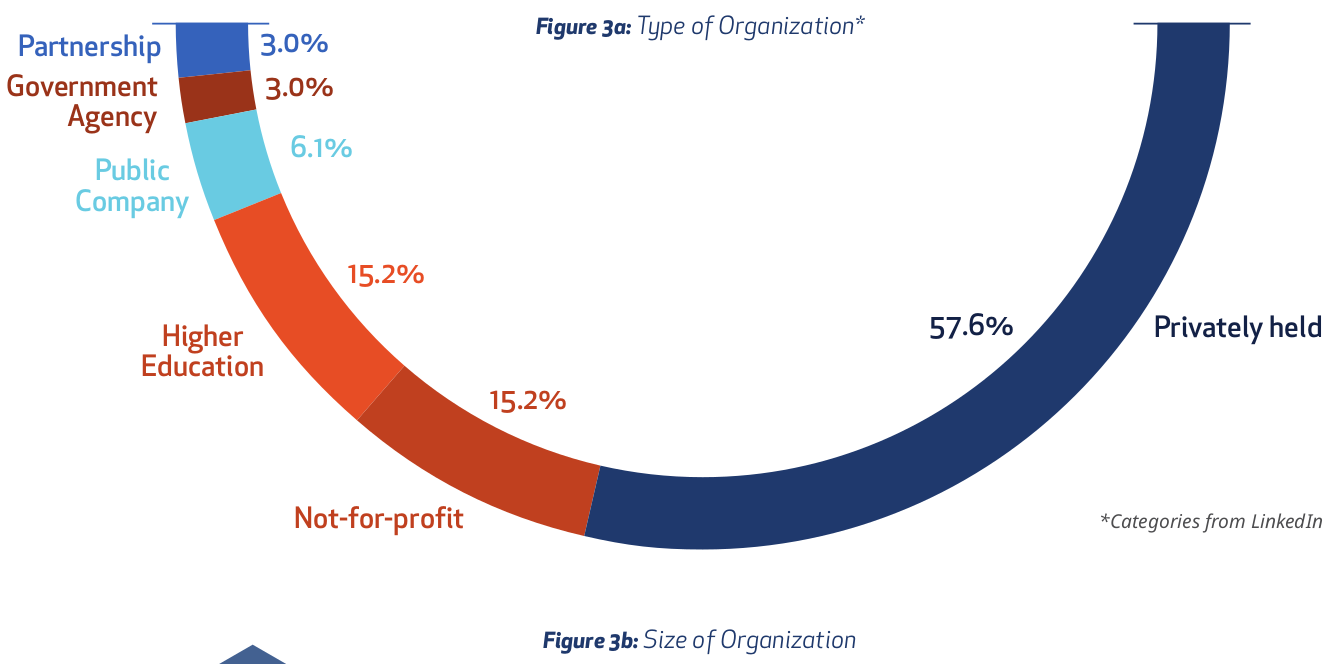 Figure 3a: Type of Organization*
Partnership 3.0%
Government
Agency
3.0%
Public
Company
6.1%
Higher
Education
15.2%
Not-for-profit
15.2%
57.6%
Privately held
*Categories from LinkedIn
Figure 3b: Size of Organization